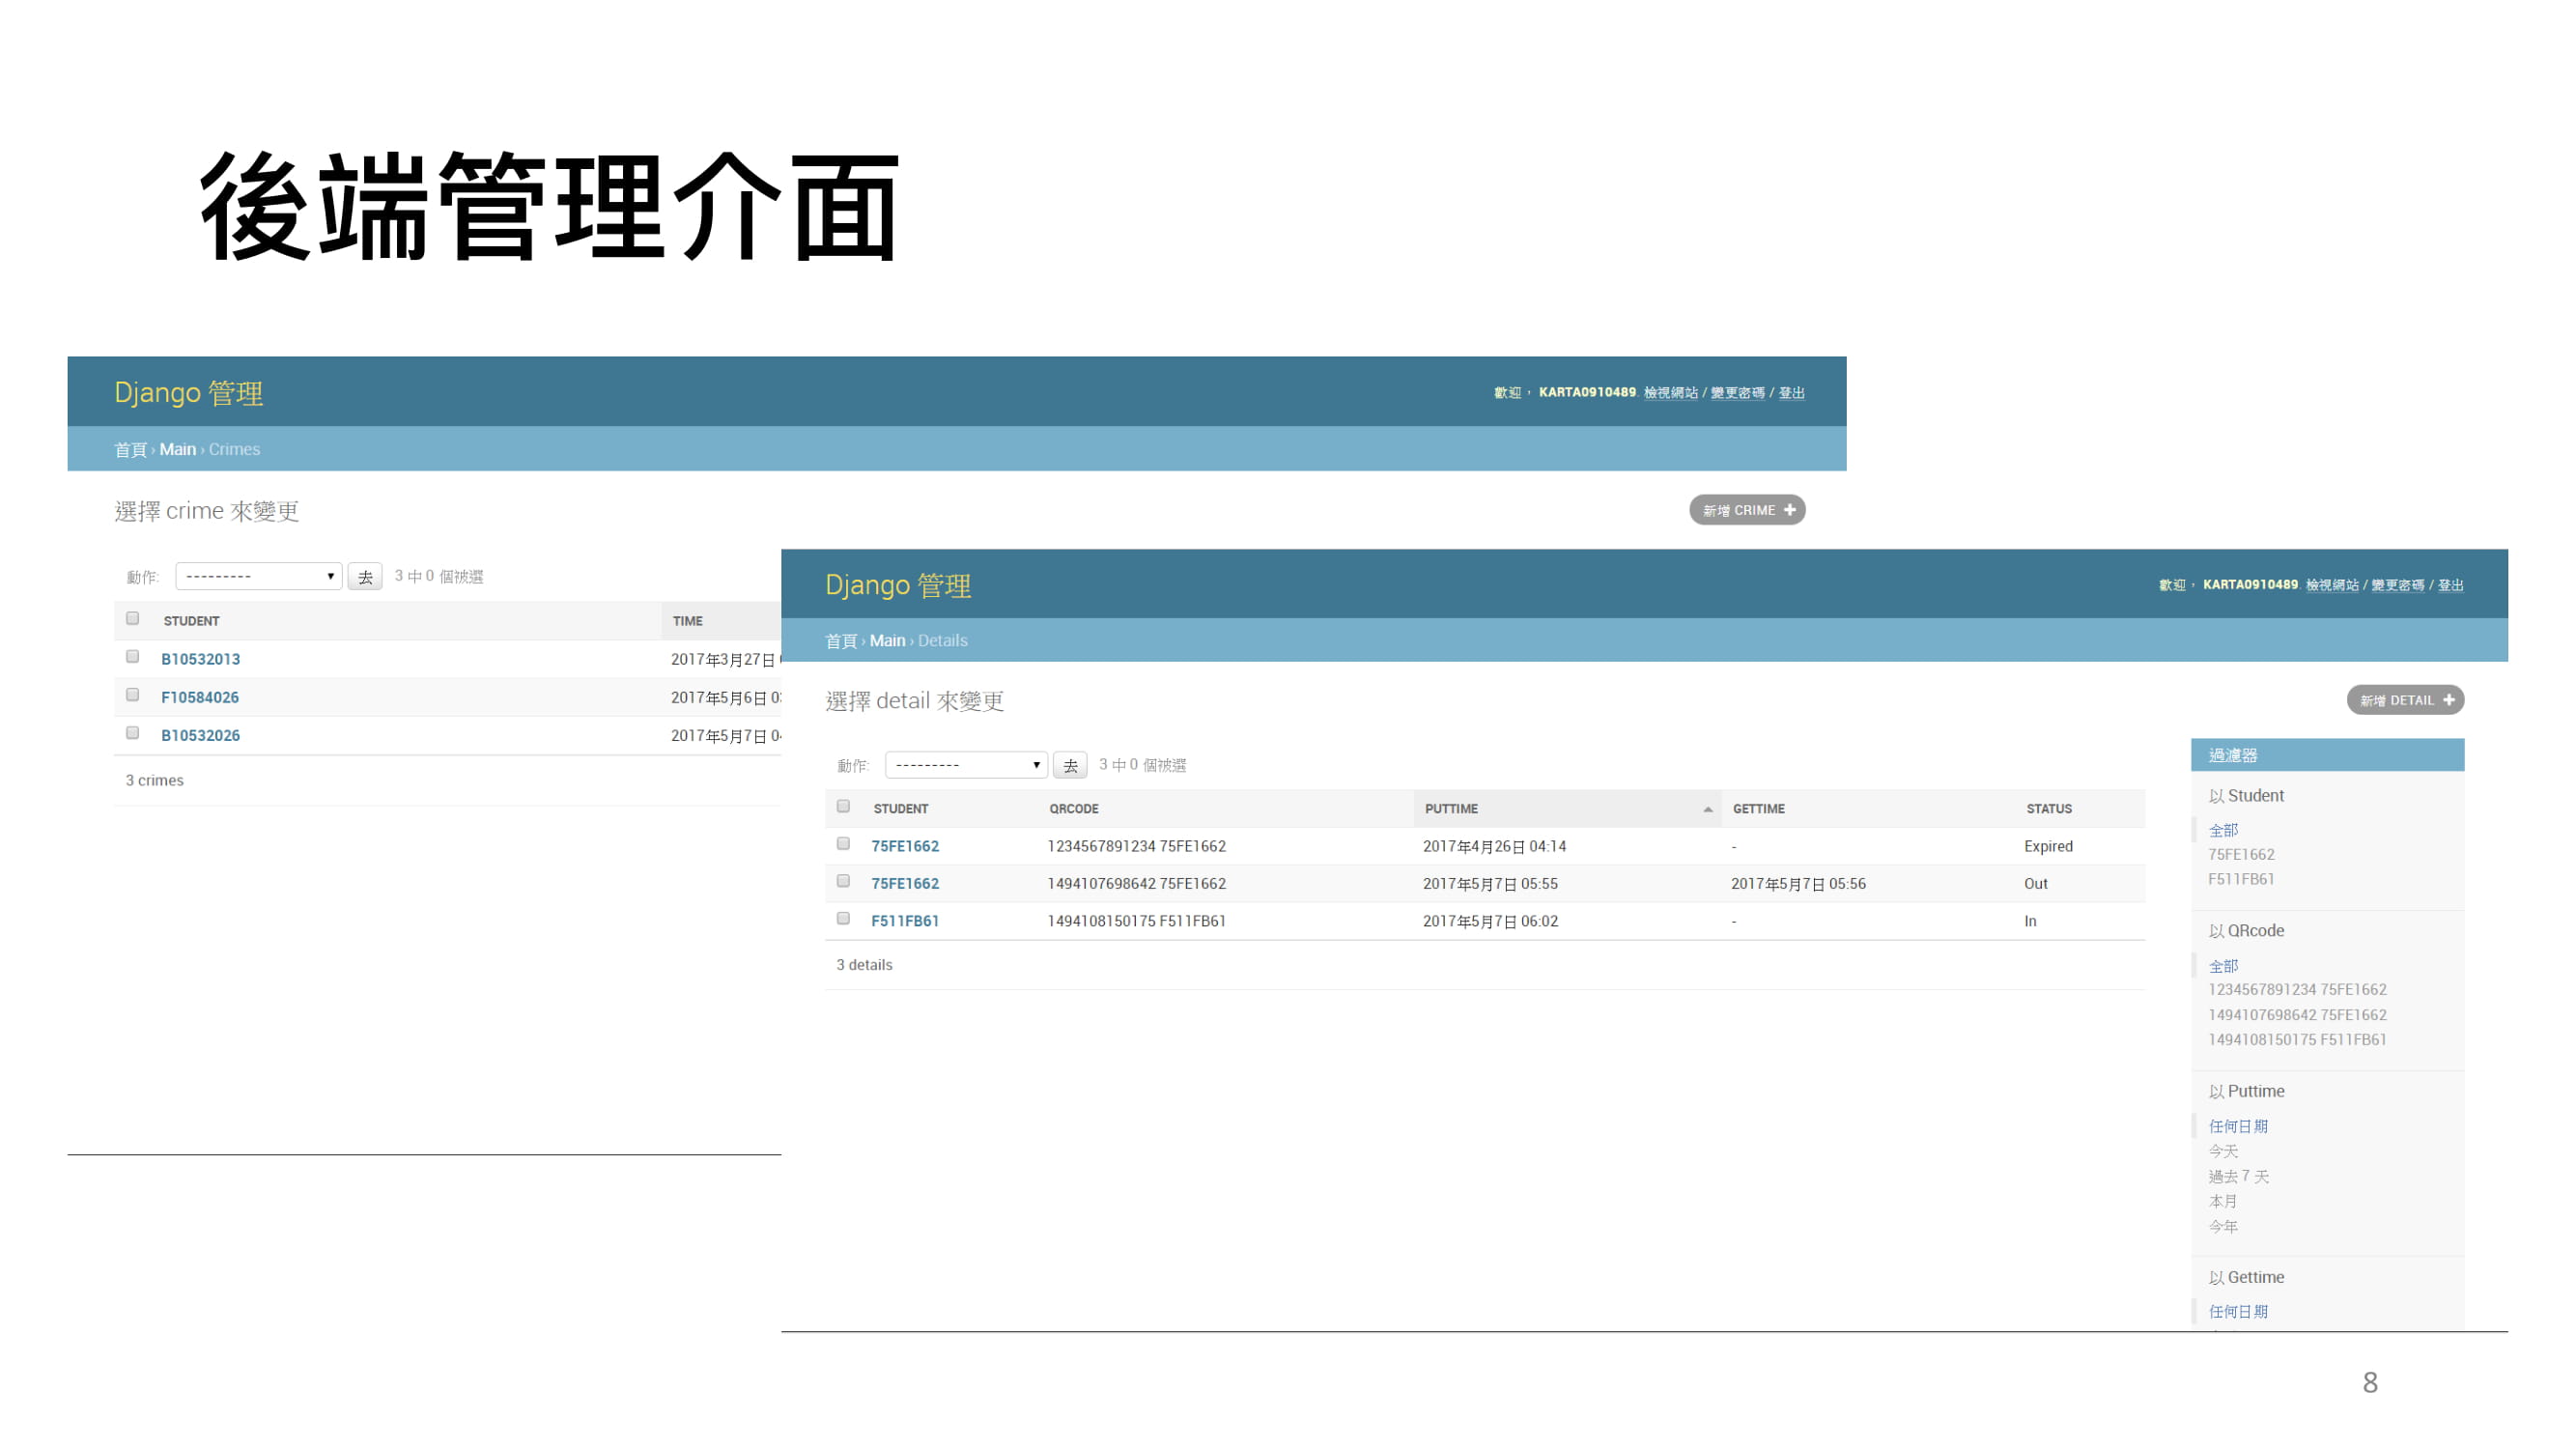 後端管理介面
Django 管理
歡迎， KARTA0910489. 檢視網站 / 變更密碼 / 登出
首頁 › Main › Crimes
選擇 crime 來變更
新增 CRIME
動作: --------- 去 3 中 0 個被選
STUDENT TIME
B10532013 2017年3月27日
F10584026 2017年5月6日
B10532026 2017年5月7日
3 crimes
Django 管理
歡迎， KARTA0910489. 檢視網站 / 變更密碼 / 登出
首頁 › Main › Details
選擇 detail 來變更
新增 DETAIL
動作: --------- 去 3 中 0 個被選
STUDENT QRCODE PUTTIME GETTIME STATUS
75FE1662 1234567891234 75FE1662 2017年4月26日 04:14 - Expired
75FE1662 1494107698642 75FE1662 2017年5月7日 05:55 2017年5月7日 05:56 Out
F511FB61 1494108150175 F511FB61 2017年5月7日 06:02 - In
3 details
過濾器
以 Student
全部
75FE1662
F511FB61
以 QRcode
全部
1234567891234 75FE1662
1494107698642 75FE1662
1494108150175 F511FB61
以 Puttime
任何日期
今天
過去 7 天
本月
今年
以 Gettime
任何日期
8